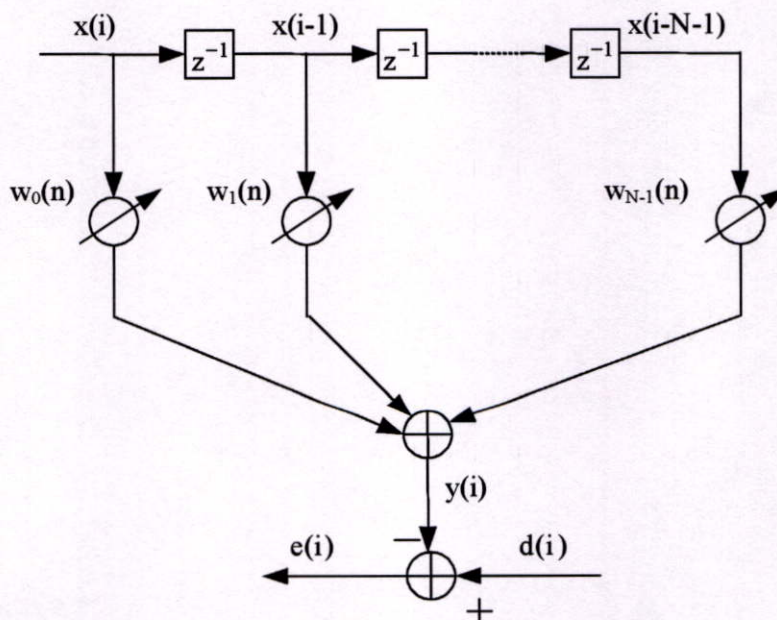 x(i)
x(i-1)
x(i-N-1)
z⁻¹
z⁻¹
z⁻¹
w₀(n)
w₁(n)
w_{N-1}(n)
y(i)
−
e(i)
d(i)
+